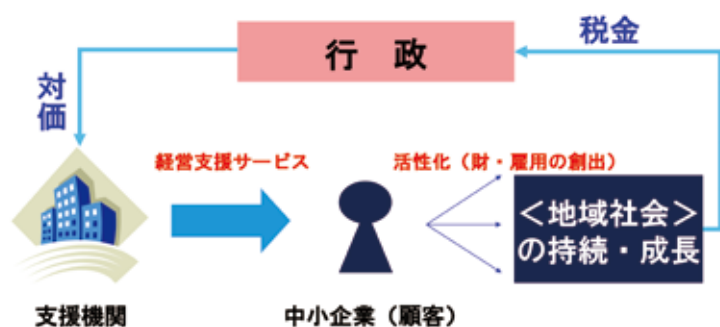 税金
行 政
対価
経営支援サービス
活性化（財・雇用の創出）
＜地域社会＞
の持続・成長
支援機関
中小企業（顧客）